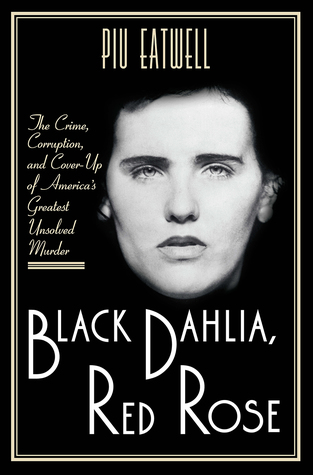 PIU EATWELL
The Crime,
Corruption,
and Cover-Up
of America's
Greatest
Unsolved
Murder
BLACK DAHLIA,
RED ROSE